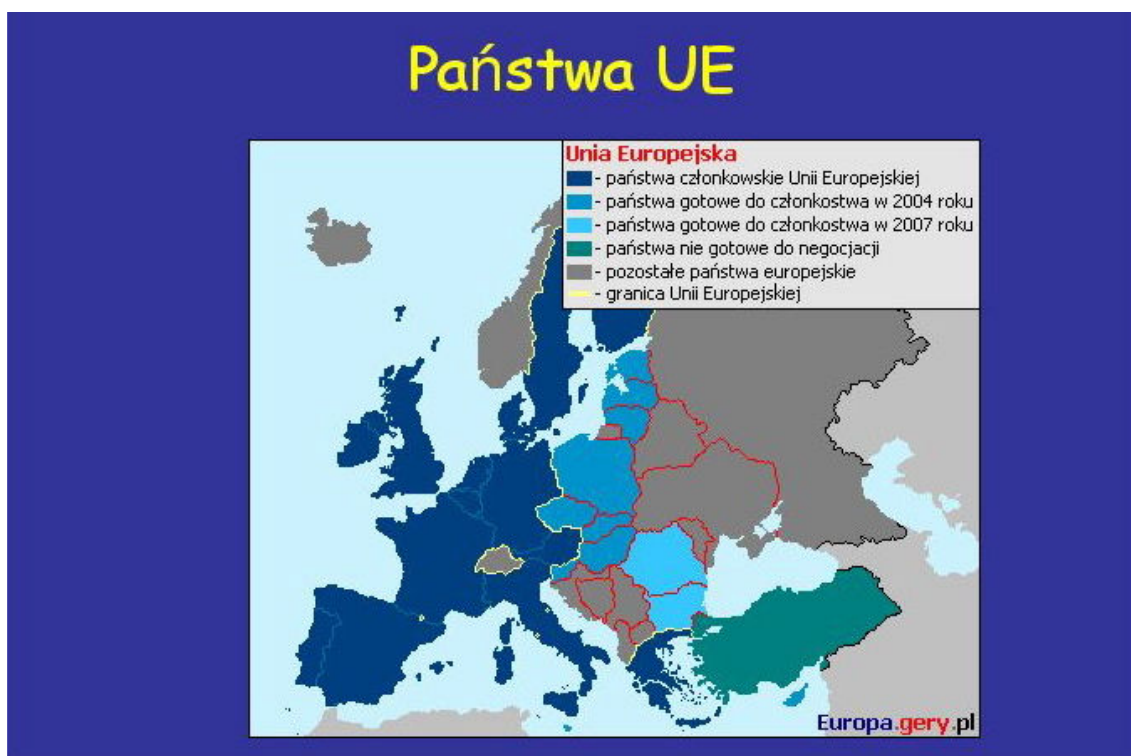 Państwa UE
Unia Europejska
- państwa członkowskie Unii Europejskiej
- państwa gotowe do członkostwa w 2004 roku
- państwa gotowe do członkostwa w 2007 roku
- państwa nie gotowe do negocjacji
- pozostałe państwa europejskie
- granica Unii Europejskiej
Europa.gery.pl